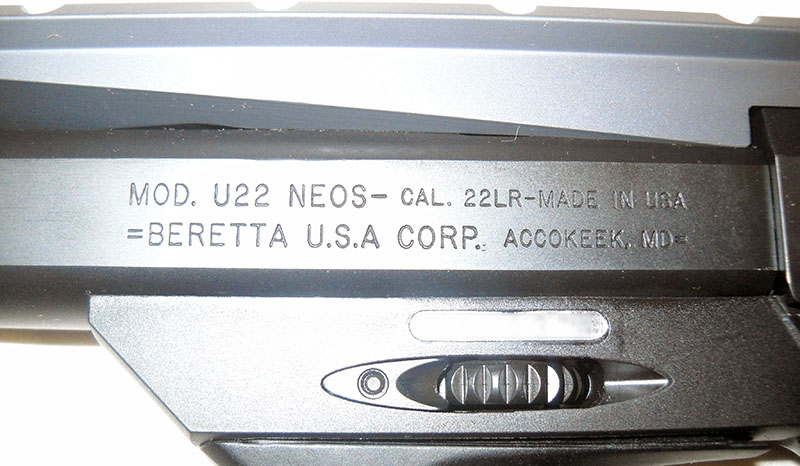 MOD. U22 NEOS- CAL. 22LR-MADE IN USA
=BERETTA U.S.A CORP. ACCOKEEK, MD=